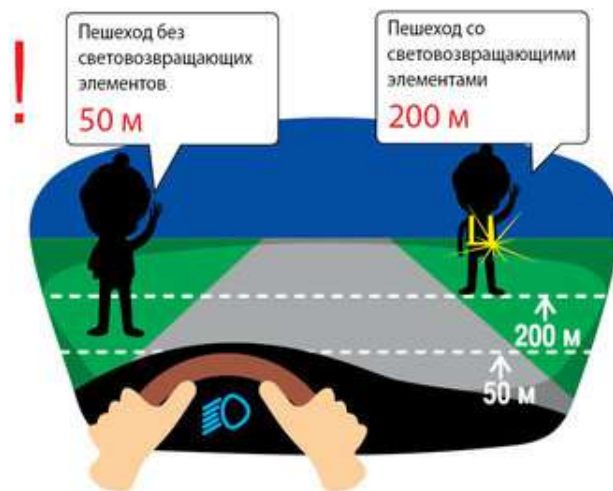 !
Пешеход без
световозвращающих
элементов
50 м
Пешеход со
световозвращающими
элементами
200 м
200 м
50 м